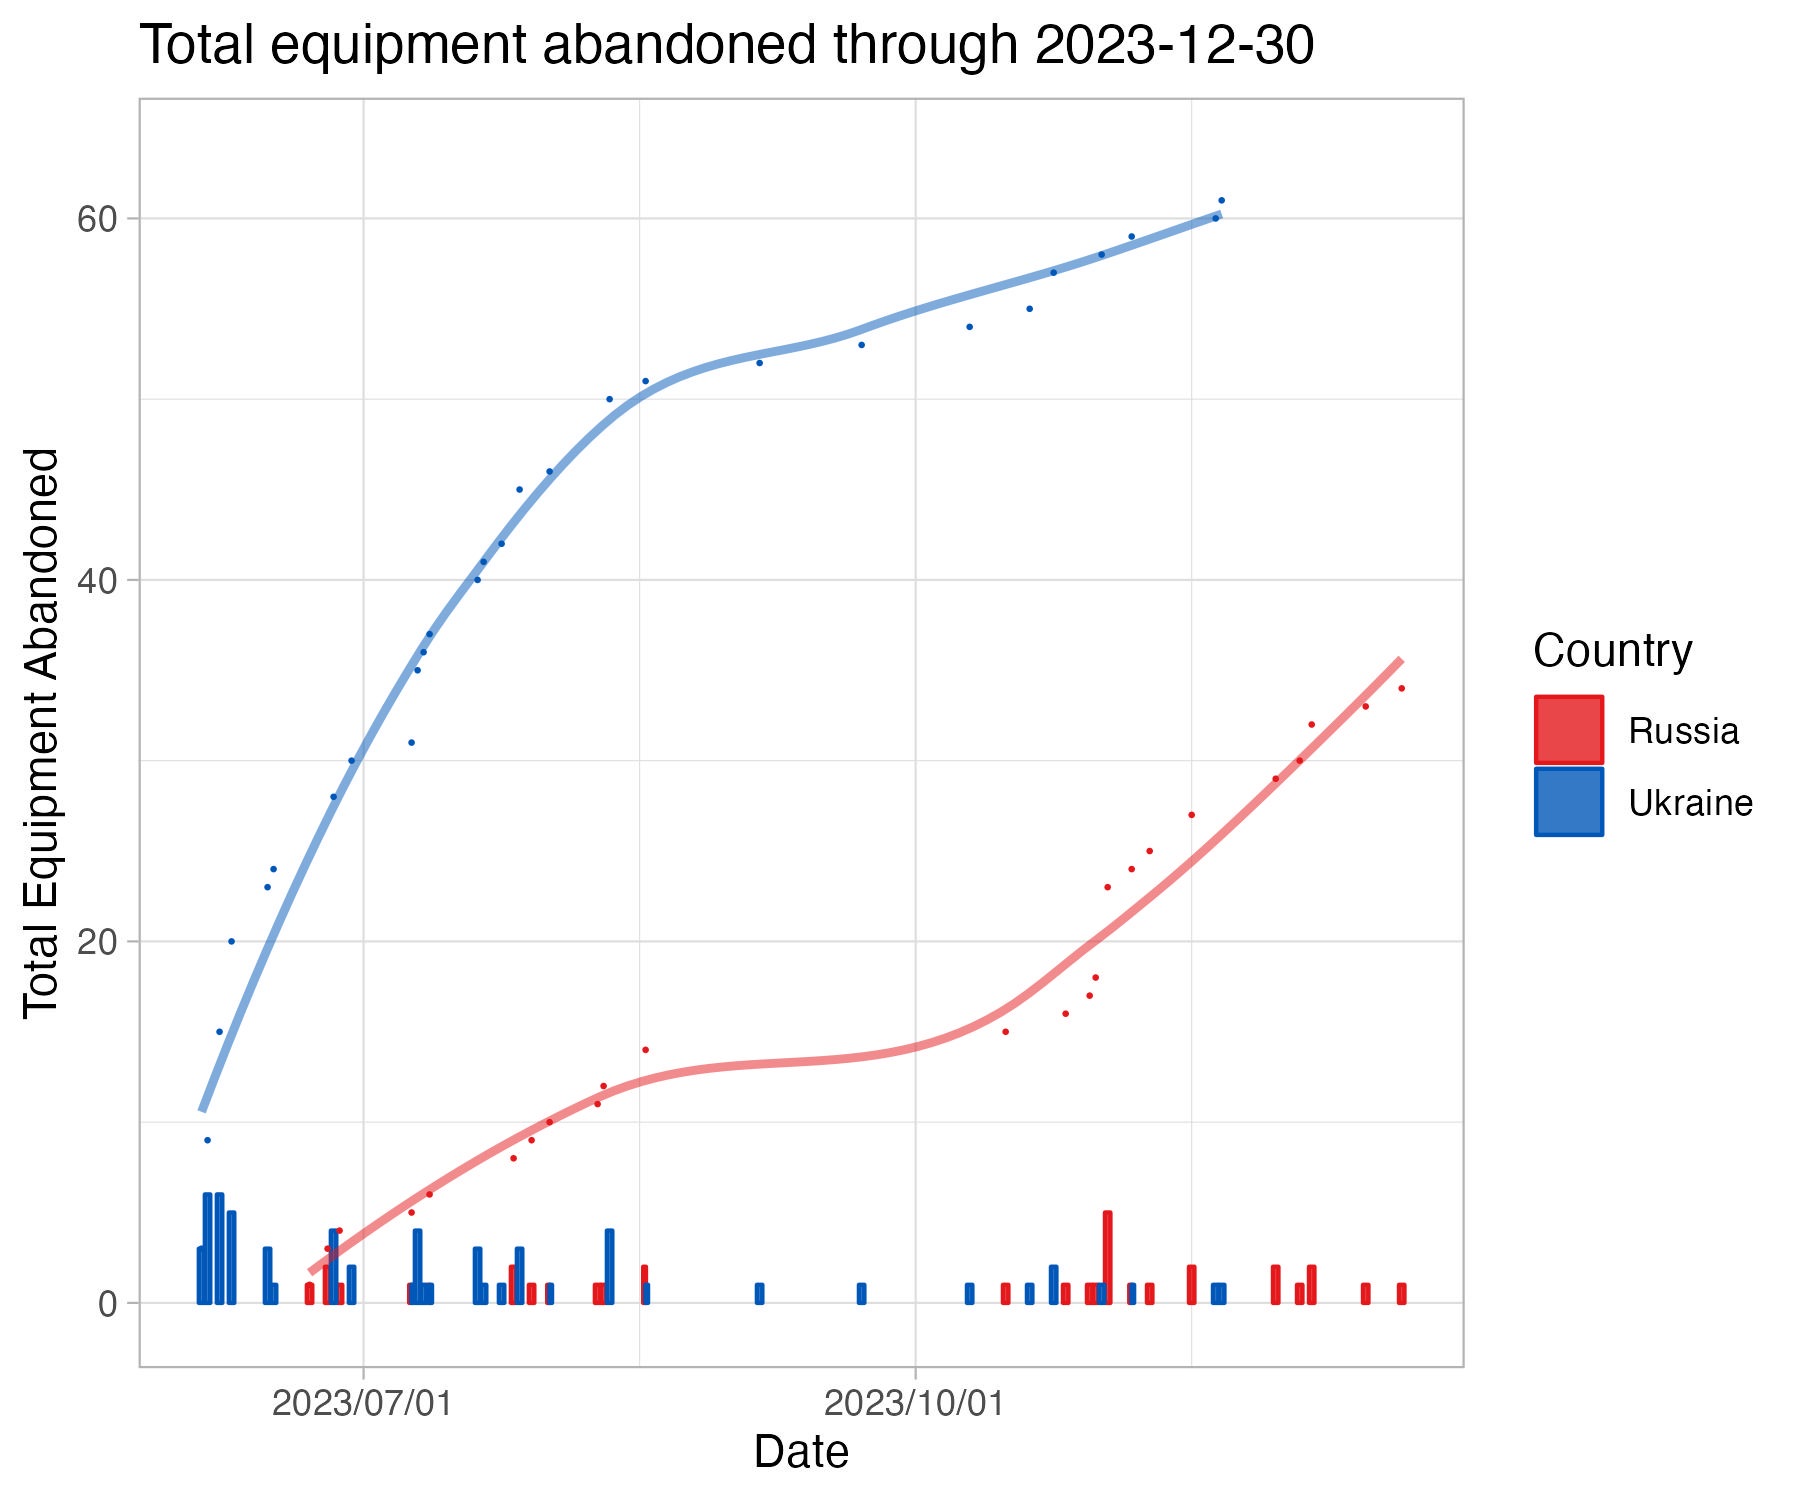 Total equipment abandoned through 2023-12-30
Total Equipment Abandoned
60
40
20
0
2023/07/01
2023/10/01
Date
Country
Russia
Ukraine